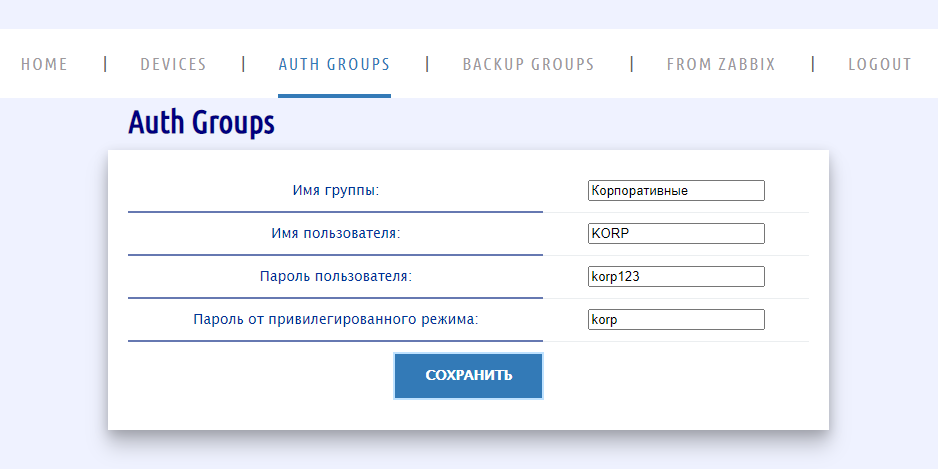 HOME | DEVICES | AUTH GROUPS | BACKUP GROUPS | FROM ZABBIX | LOGOUT
Auth Groups
Имя группы: Корпоративные
Имя пользователя: KORP
Пароль пользователя: korp123
Пароль от привилегированного режима: korp
СОХРАНИТЬ